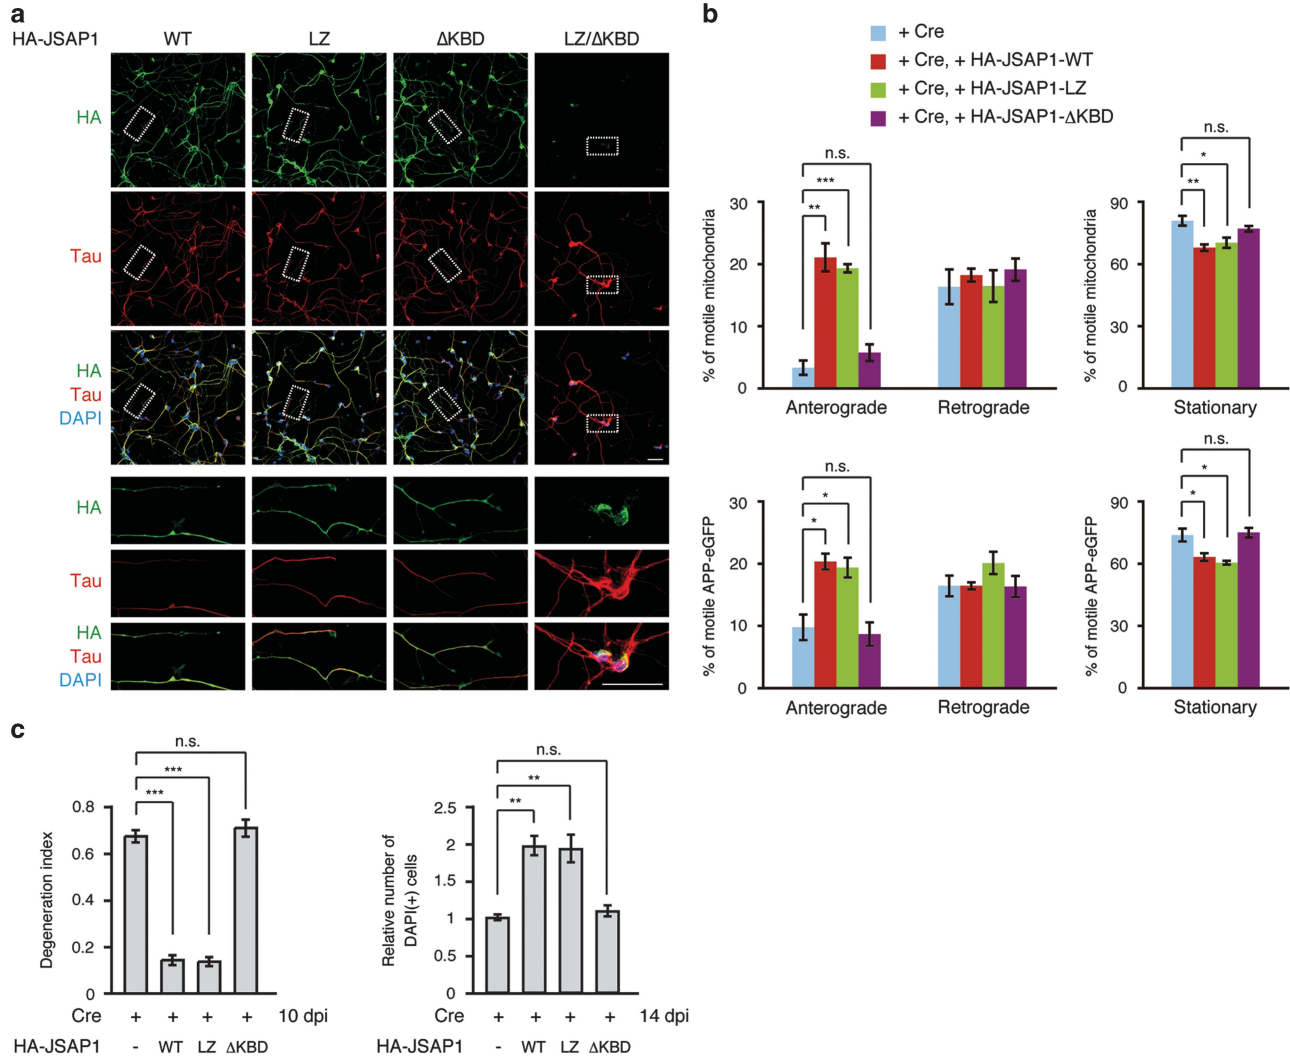 a
HA-JSAP1 WT LZ ΔKBD LZ/ΔKBD
HA
Tau
HA
Tau
DAPI
HA
Tau
HA
Tau
DAPI
b
+ Cre
+ Cre, + HA-JSAP1-WT
+ Cre, + HA-JSAP1-LZ
+ Cre, + HA-JSAP1-ΔKBD
% of motile mitochondria
30
20
10
0
n.s.
***
**
Anterograde Retrograde
% of motile mitochondria
90
60
30
0
n.s.
*
**
Stationary
% of motile APP-eGFP
30
20
10
0
n.s.
*
*
Anterograde Retrograde
% of motile APP-eGFP
90
60
30
0
n.s.
*
*
Stationary
c
Degeneration index
0.8
0.6
0.4
0.2
0
n.s.
***
***
Cre + + + + 10 dpi
HA-JSAP1 - WT LZ ΔKBD
Relative number of
DAPI(+) cells
2.5
2
1.5
1
0.5
0
n.s.
**
**
Cre + + + + 14 dpi
HA-JSAP1 - WT LZ ΔKBD